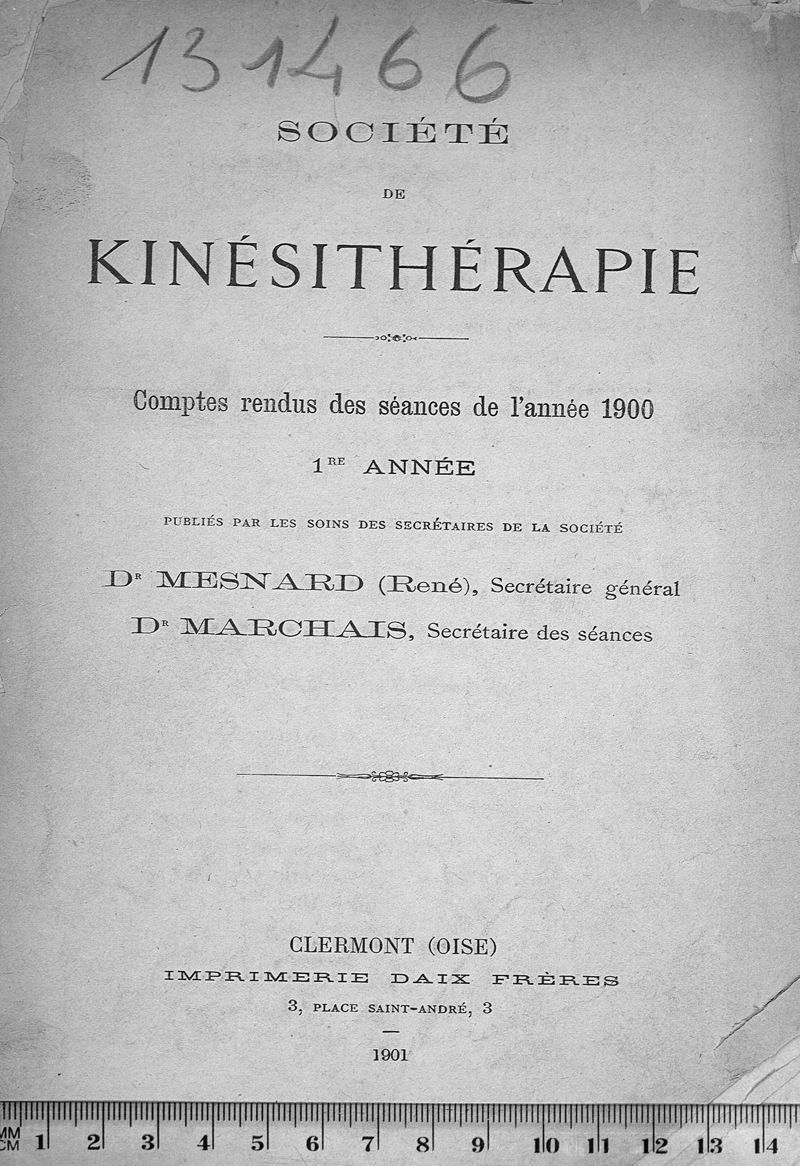 131466
SOCIÉTÉ
DE
KINÉSITHÉRAPIE
Comptes rendus des séances de l'année 1900
1RE ANNÉE
PUBLIÉS PAR LES SOINS DES SECRÉTAIRES DE LA SOCIÉTÉ
DR MESNARD (René), Secrétaire général
DR MARCHAIS, Secrétaire des séances
CLERMONT (OISE)
IMPRIMERIE DAIX FRÈRES
3, PLACE SAINT-ANDRÉ, 3
1901
MM
CM 1 2 3 4 5 6 7 8 9 10 11 12 13 14